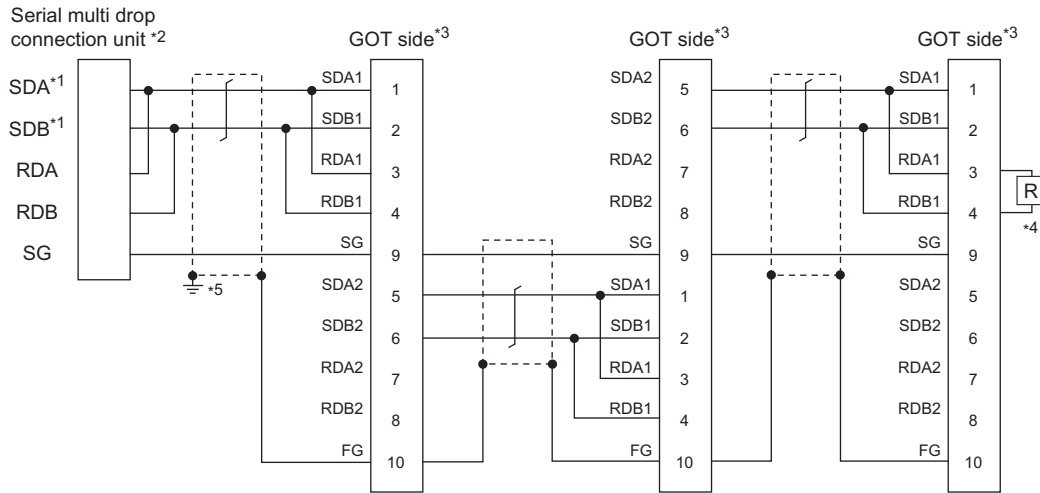 Serial multi drop
connection unit *2
SDA*1
SDB*1
RDA
RDB
SG
*5
GOT side*3
SDA1 1
SDB1 2
RDA1 3
RDB1 4
SG 9
SDA2 5
SDB2 6
RDA2 7
RDB2 8
FG 10
GOT side*3
SDA2 5
SDB2 6
RDA2 7
RDB2 8
SG 9
SDA1 1
SDB1 2
RDA1 3
RDB1 4
FG 10
GOT side*3
SDA1 1
SDB1 2
RDA1 3
RDB1 4
SG 9
SDA2 5
SDB2 6
RDA2 7
RDB2 8
FG 10
R
*4